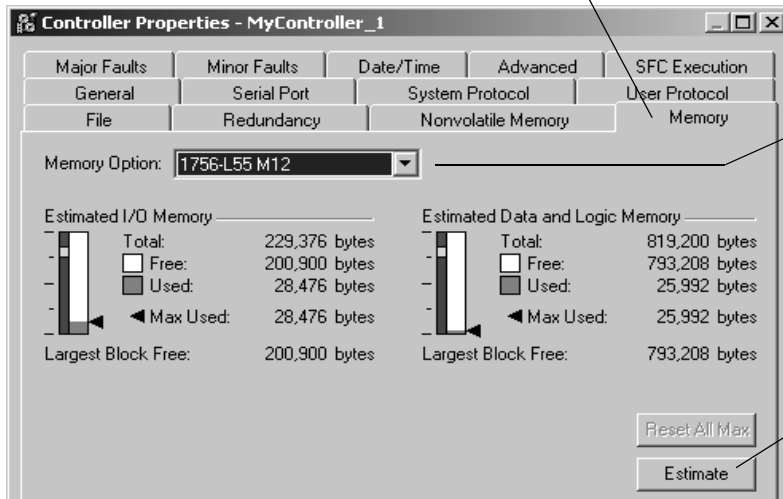 Controller Properties - MyController_1
Major Faults Minor Faults Date/Time Advanced SFC Execution
General Serial Port System Protocol User Protocol
File Redundancy Nonvolatile Memory Memory
Memory Option: 1756-L55 M12
Estimated I/O Memory
Total: 229,376 bytes
Free: 200,900 bytes
Used: 28,476 bytes
Max Used: 28,476 bytes
Largest Block Free: 200,900 bytes
Estimated Data and Logic Memory
Total: 819,200 bytes
Free: 793,208 bytes
Used: 25,992 bytes
Max Used: 25,992 bytes
Largest Block Free: 793,208 bytes
Reset All Max
Estimate